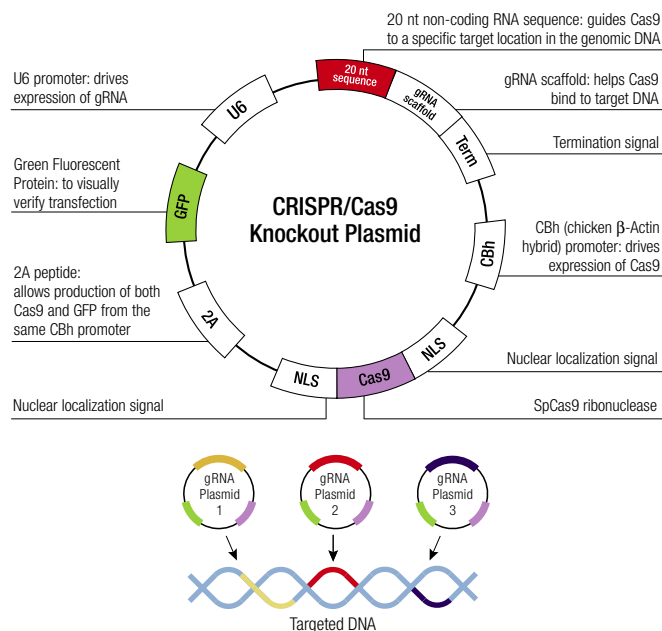 20 nt non-coding RNA sequence: guides Cas9
to a specific target location in the genomic DNA
U6 promoter: drives
expression of gRNA
gRNA scaffold: helps Cas9
bind to target DNA
Termination signal
Green Fluorescent
Protein: to visually
verify transfection
CBh (chicken β-Actin
hybrid) promoter: drives
expression of Cas9
2A peptide:
allows production of both
Cas9 and GFP from the
same CBh promoter
Nuclear localization signal
Nuclear localization signal
SpCas9 ribonuclease
20 nt
sequence
gRNA
scaffold
Term
CBh
NLS
Cas9
NLS
2A
GFP
U6
CRISPR/Cas9
Knockout Plasmid
gRNA
Plasmid
1
gRNA
Plasmid
2
gRNA
Plasmid
3
Targeted DNA